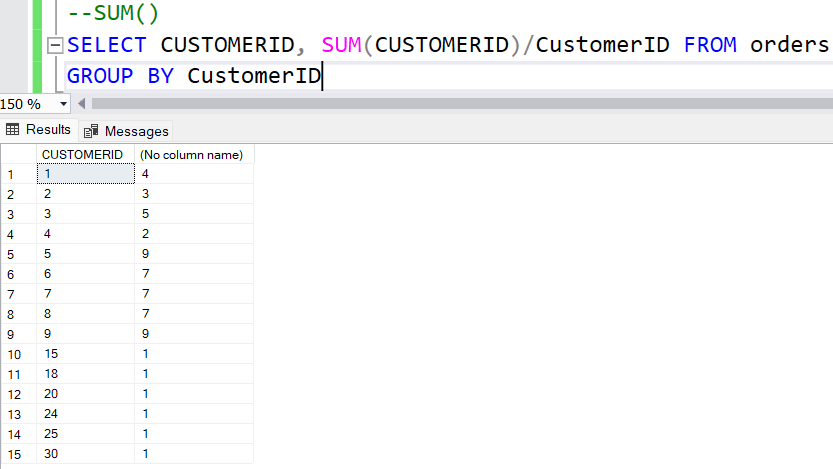 --SUM()
SELECT CUSTOMERID, SUM(CUSTOMERID)/CustomerID FROM orders
GROUP BY CustomerID
150 %
Results Messages
CUSTOMERID (No column name)
1 1 4
2 2 3
3 3 5
4 4 2
5 5 9
6 6 7
7 7 7
8 8 7
9 9 9
10 15 1
11 18 1
12 20 1
13 24 1
14 25 1
15 30 1